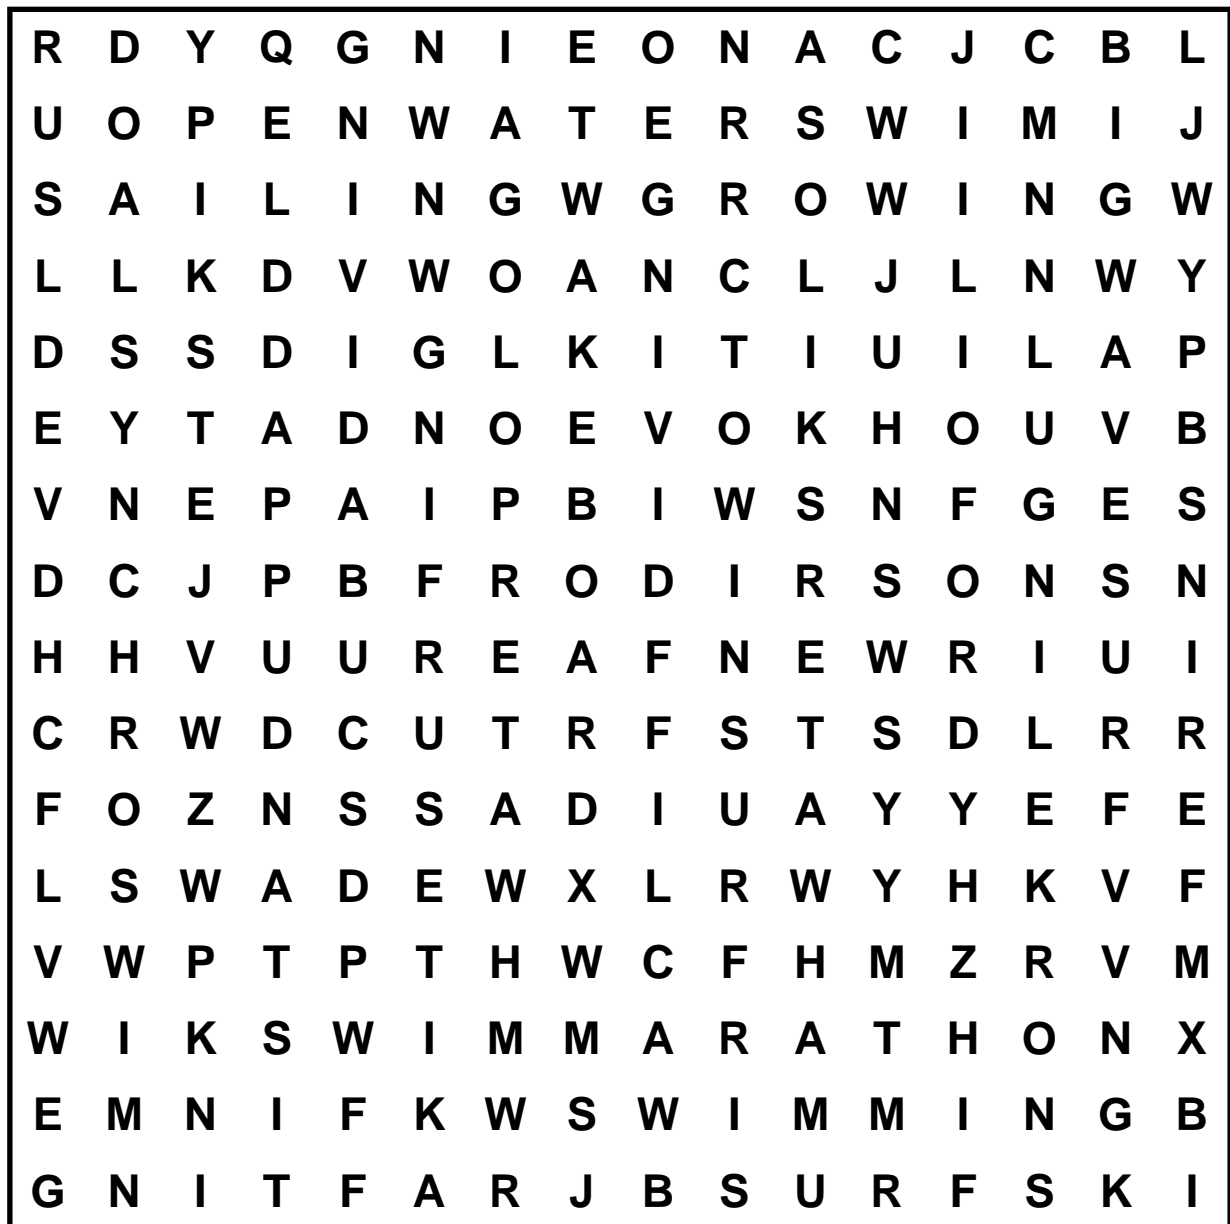 R D Y Q G N I E O N A C J C B L
U O P E N W A T E R S W I M I J
S A I L I N G W G R O W I N G W
L L K D V W O A N C L J L N W Y
D S S D I G L K I T I U I L A P
E Y T A D N O E V O K H O U V B
V N E P A I P B I W S N F G E S
D C J P B F R O D I R S O N S N
H H V U U R E A F N E W R I U I
C R W D C U T R F S T S D L R R
F O Z N S S A D I U A Y Y E F E
L S W A D E W X L R W Y H K V F
V W P T P T H W C F H M Z R V M
W I K S W I M M A R A T H O N X
E M N I F K W S W I M M I N G B
G N I T F A R J B S U R F S K I